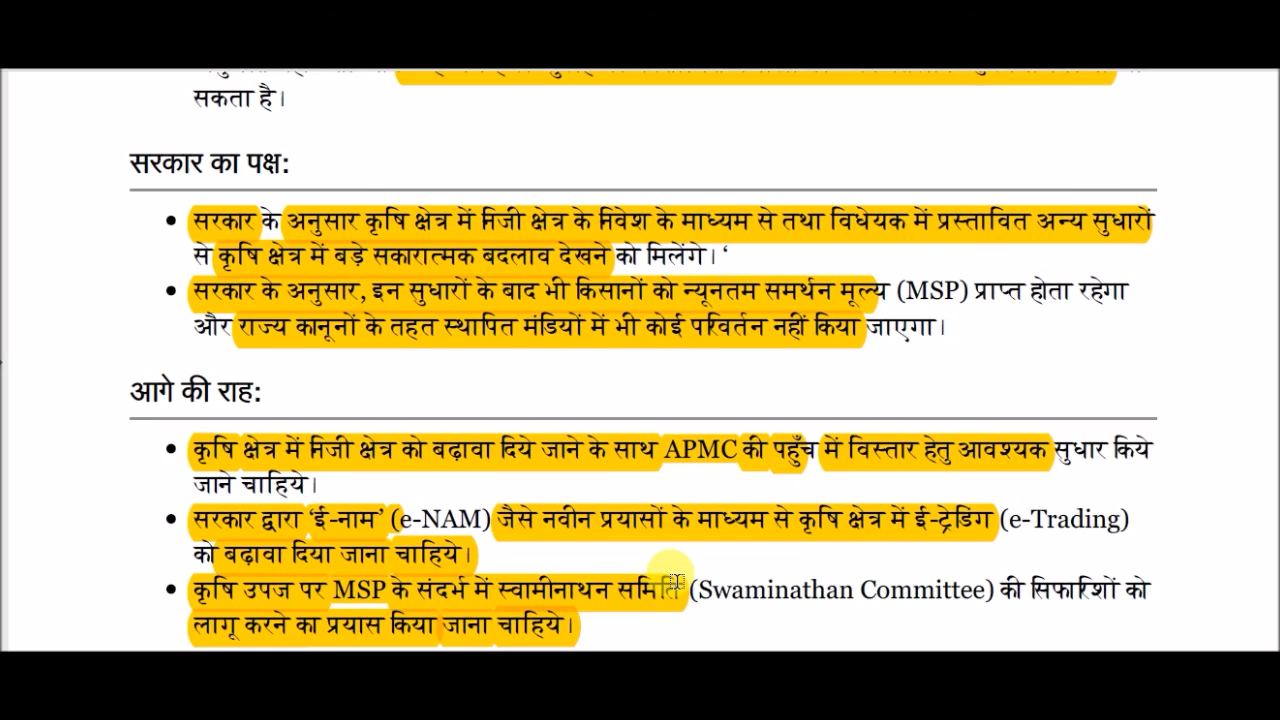 सकता है।
सरकार का पक्ष:
• सरकार के अनुसार कृषि क्षेत्र में निजी क्षेत्र के निवेश के माध्यम से तथा विधेयक में प्रस्तावित अन्य सुधारों
से कृषि क्षेत्र में बड़े सकारात्मक बदलाव देखने को मिलेंगे। ‘
• सरकार के अनुसार, इन सुधारों के बाद भी किसानों को न्यूनतम समर्थन मूल्य (MSP) प्राप्त होता रहेगा
और राज्य कानूनों के तहत स्थापित मंडियों में भी कोई परिवर्तन नहीं किया जाएगा।
आगे की राह:
• कृषि क्षेत्र में निजी क्षेत्र को बढ़ावा दिये जाने के साथ APMC की पहुँच में विस्तार हेतु आवश्यक सुधार किये
जाने चाहिये।
• सरकार द्वारा ‘ई-नाम’ (e-NAM) जैसे नवीन प्रयासों के माध्यम से कृषि क्षेत्र में ई-ट्रेडिंग (e-Trading)
को बढ़ावा दिया जाना चाहिये।
• कृषि उपज पर MSP के संदर्भ में स्वामीनाथन समिति (Swaminathan Committee) की सिफारिशों को
लागू करने का प्रयास किया जाना चाहिये।